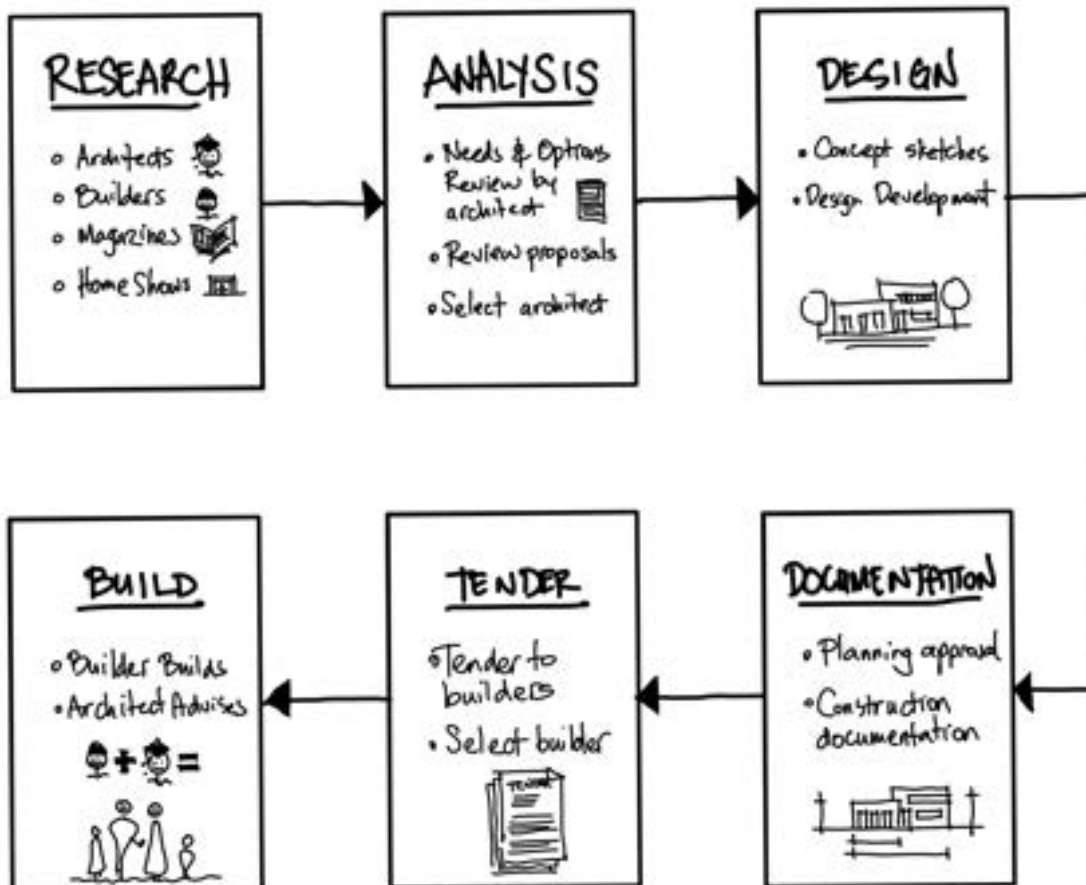 RESEARCH
Architects
Builders
Magazines
Home Shows
ANALYSIS
Needs & Options
Review by
architect
Review proposals
Select architect
DESIGN
Concept sketches
Design Development
DOCUMENTATION
Planning approval
Construction
documentation
TENDER
Tender to
builders
Select builder
TENDER
BUILD
Builder Builds
Architect Advises
+ =